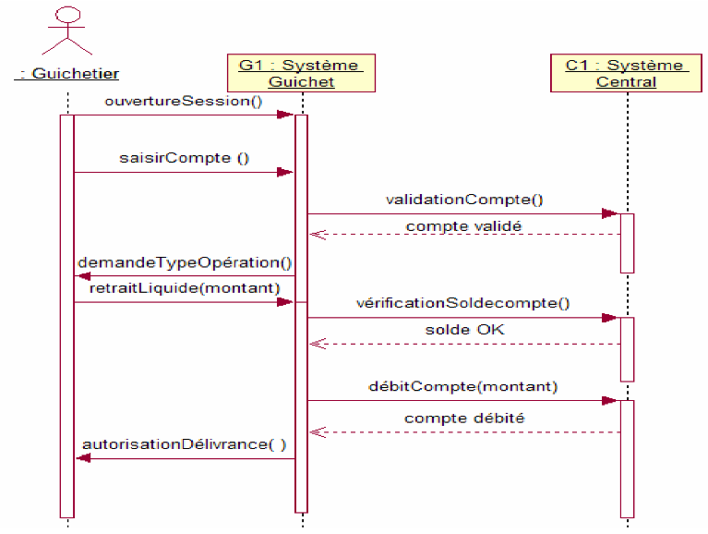 : Guichetier
G1 : Système
Guichet
C1 : Système
Central
ouvertureSession()
saisirCompte ()
validationCompte()
compte validé
demandeTypeOpération()
retraitLiquide(montant)
vérificationSoldecompte()
solde OK
débitCompte(montant)
compte débité
autorisationDélivrance( )